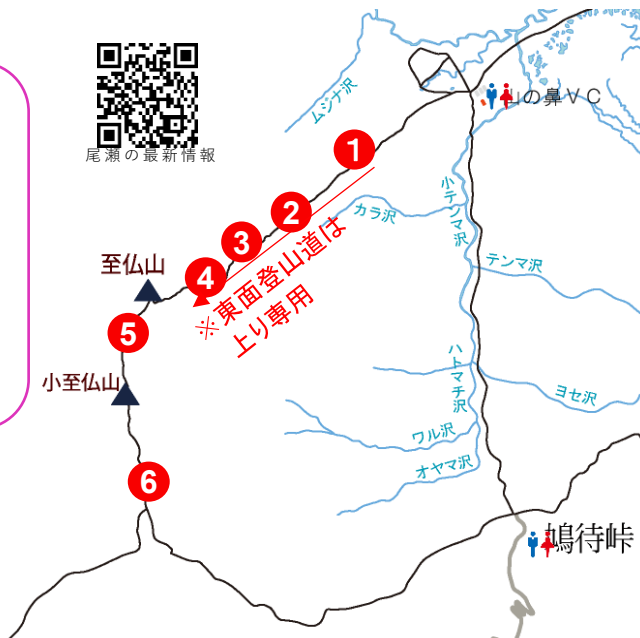 尾瀬の最新情報
ムジナ沢
山の鼻ＶＣ
1
小テンマ沢
2
カラ沢
3
至仏山
4
※東面登山道は
上り専用
テンマ沢
5
ハトマチ沢
小至仏山
ヨセ沢
ワル沢
オヤマ沢
6
鳩待峠